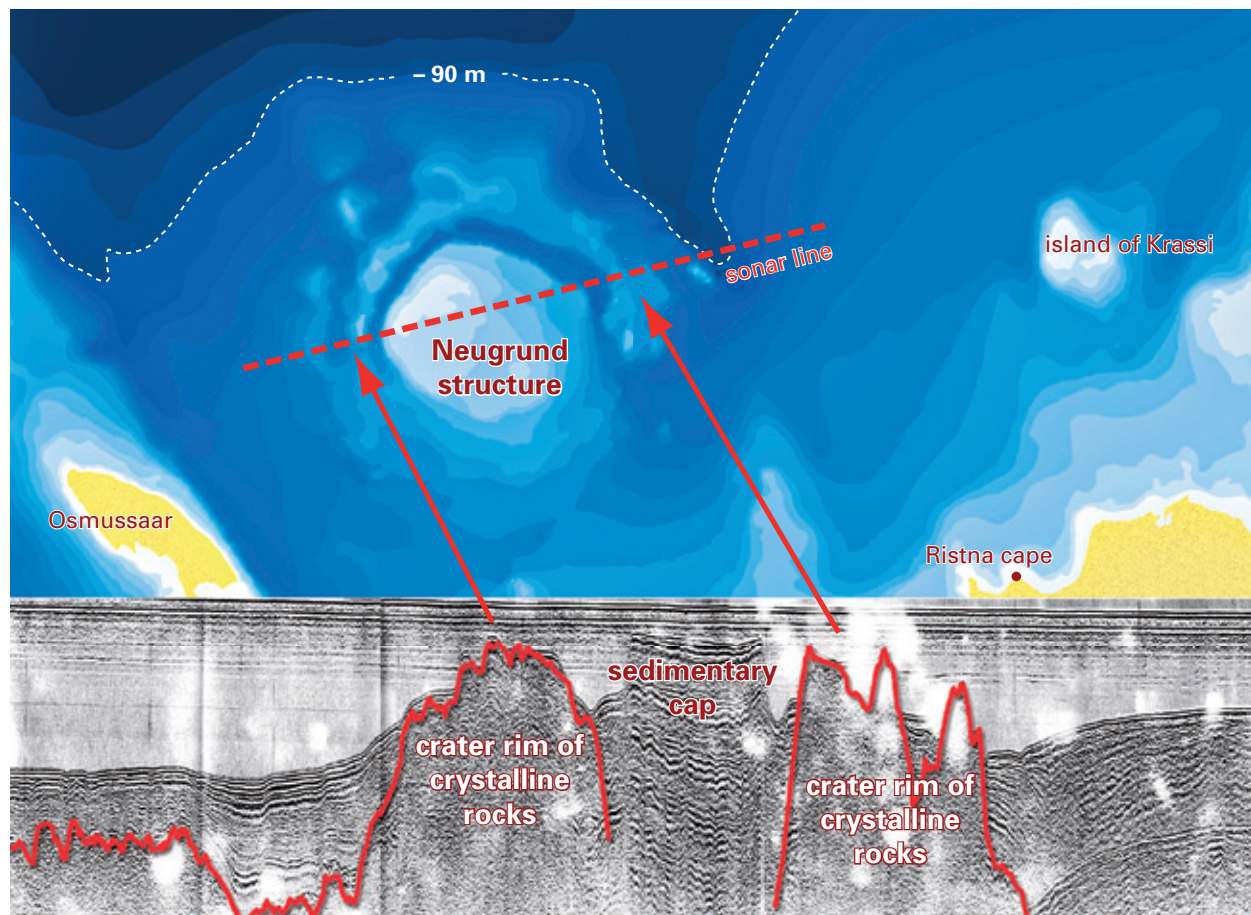 – 90 m
island of Krassi
sonar line
Neugrund
structure
Osmussaar
Ristna cape
sedimentary
cap
crater rim of
crystalline
rocks
crater rim of
crystalline
rocks